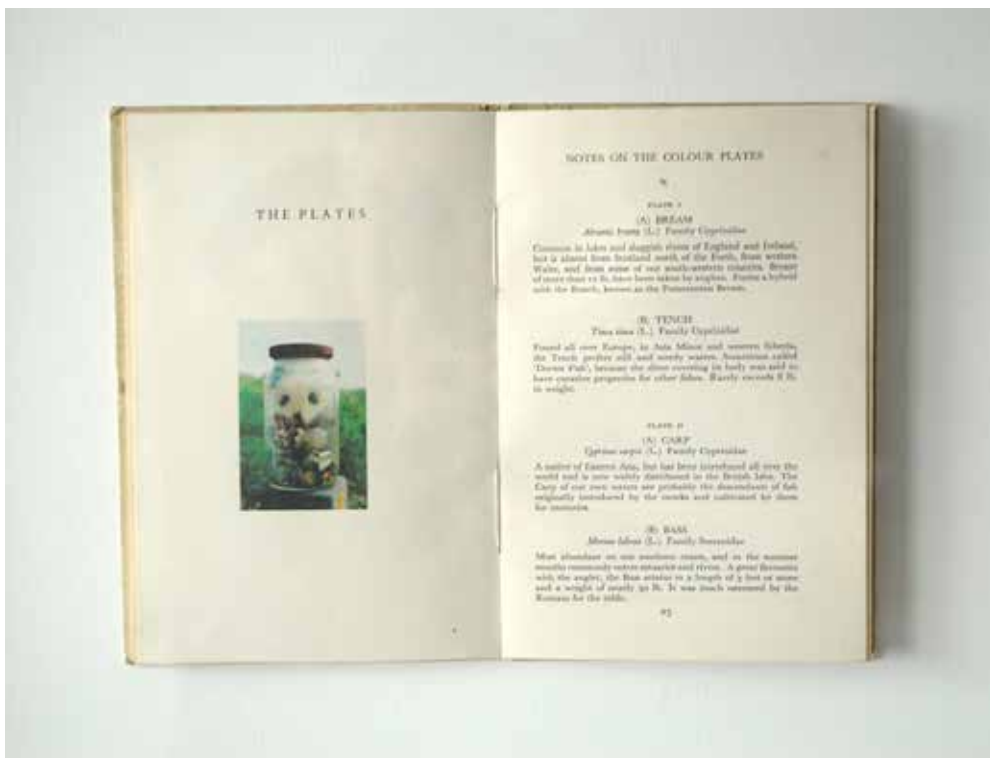 THE PLATES
NOTES ON THE COLOUR PLATES
PLATE I
(A) BREAM
Abramis brama (L.) Family Cyprinidae
Common in lakes and sluggish rivers of England and Ireland,
but is absent from Scotland north of the Forth, from western
Wales, and from some of our south-western counties. Bream
of more than 12 lb. have been taken by anglers. Forms a hybrid
with the Roach, known as the Pomeranian Bream.
(B) TENCH
Tinca tinca (L.) Family Cyprinidae
Found all over Europe, in Asia Minor and western Siberia,
the Tench prefers still and weedy waters. Sometimes called
'Doctor Fish', because the slime covering its body was said to
have curative properties for other fishes. Rarely exceeds 8 lb.
in weight.
PLATE II
(A) CARP
Cyprinus carpio (L.) Family Cyprinidae
A native of Eastern Asia, but has been introduced all over the
world and is now widely distributed in the British Isles. The
Carp of our own waters are probably the descendants of fish
originally introduced by the monks and cultivated by them
for centuries.
(B) BASS
Morone labrax (L.) Family Serranidae
Most abundant on our southern coasts, and in the summer
months commonly enters estuaries and rivers. A great favourite
with the angler, the Bass attains to a length of 3 feet or more
and a weight of nearly 20 lb. It was much esteemed by the
Romans for the table.